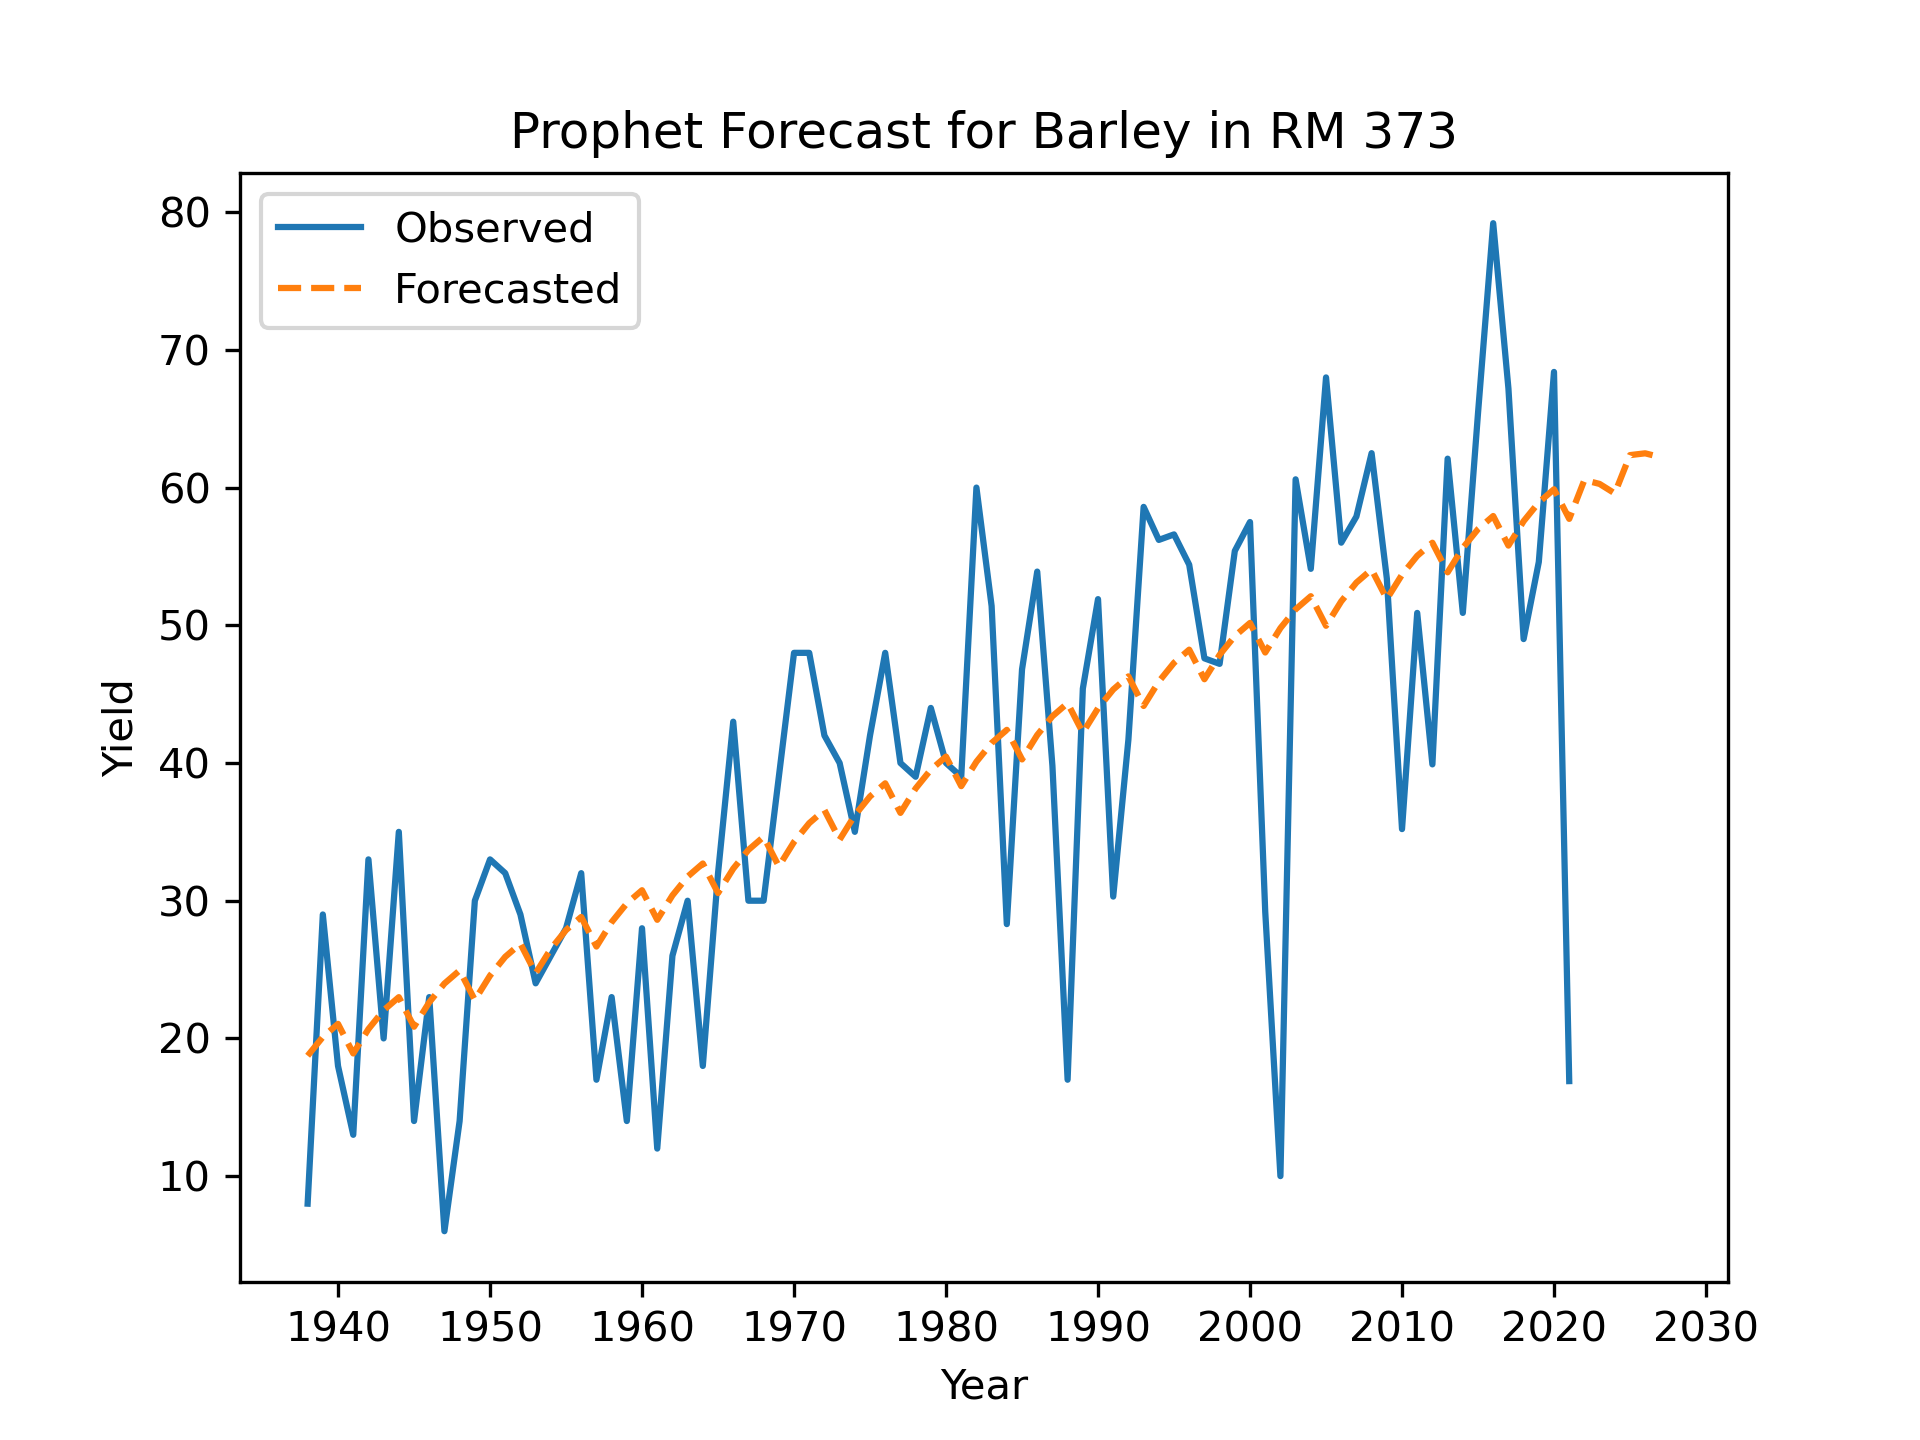 Prophet Forecast for Barley in RM 373
Observed
Forecasted
80
70
60
50
40
30
20
10
Yield
1940 1950 1960 1970 1980 1990 2000 2010 2020 2030
Year